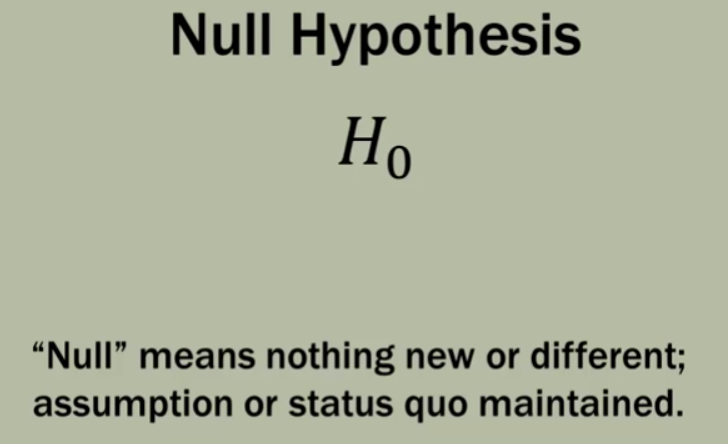 Null Hypothesis
H₀
“Null” means nothing new or different;
assumption or status quo maintained.